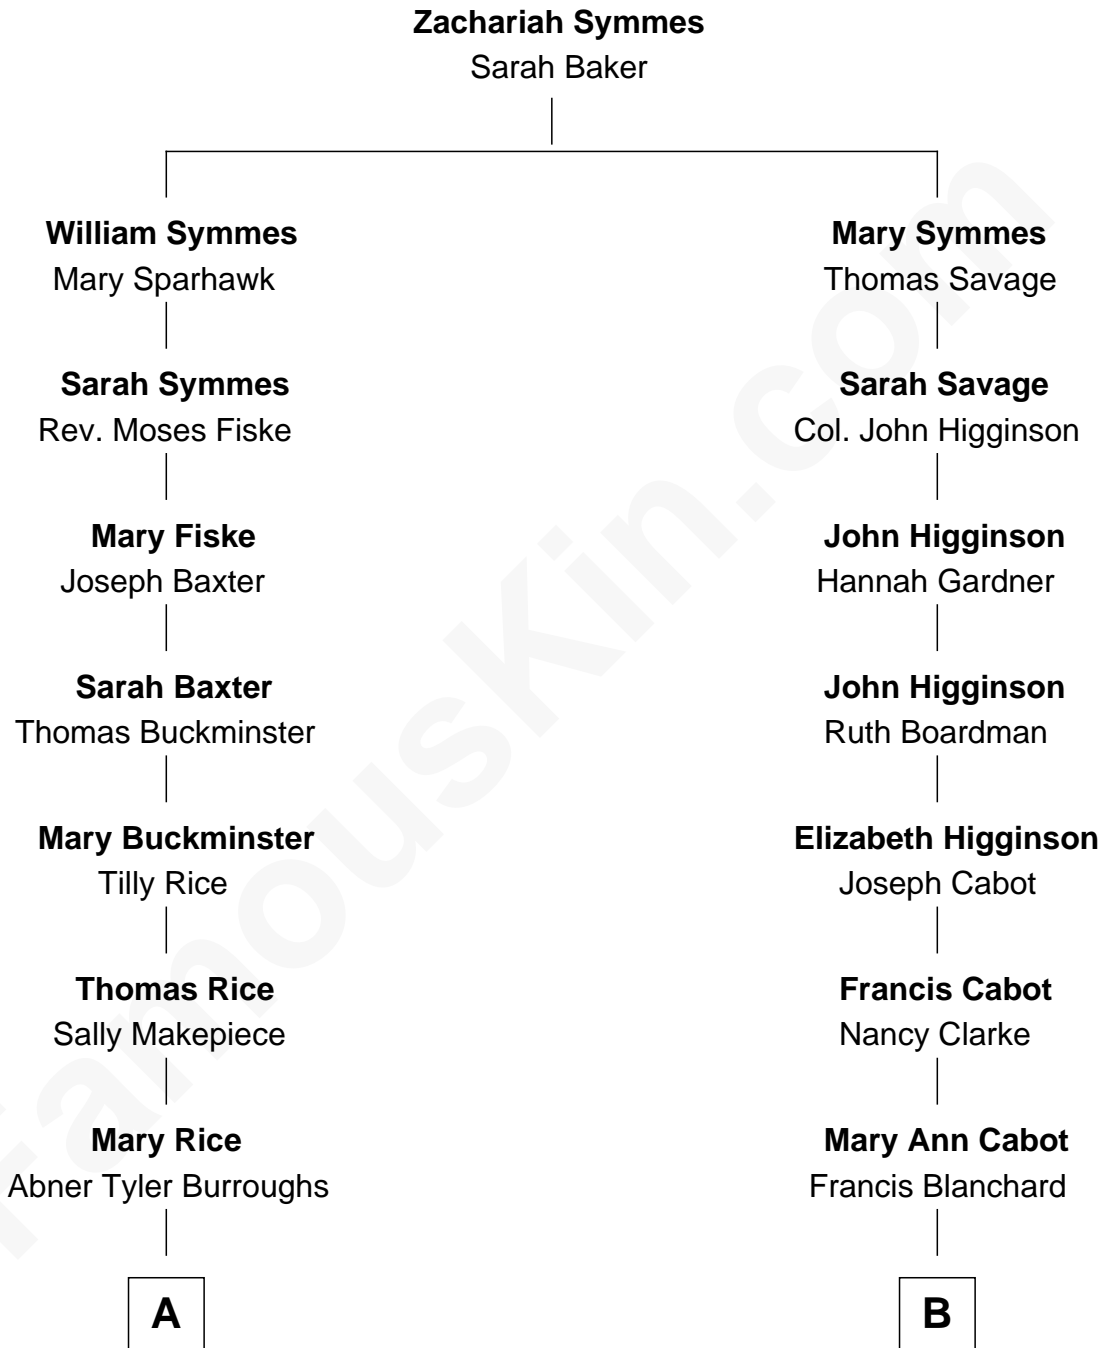 Zachariah Symmes
Sarah Baker
William Symmes
Mary Sparhawk
Mary Symmes
Thomas Savage
Sarah Symmes
Rev. Moses Fiske
Sarah Savage
Col. John Higginson
Mary Fiske
Joseph Baxter
John Higginson
Hannah Gardner
Sarah Baxter
Thomas Buckminster
John Higginson
Ruth Boardman
Mary Buckminster
Tilly Rice
Elizabeth Higginson
Joseph Cabot
Thomas Rice
Sally Makepiece
Francis Cabot
Nancy Clarke
Mary Rice
Abner Tyler Burroughs
Mary Ann Cabot
Francis Blanchard
A
B
FamousKin.com